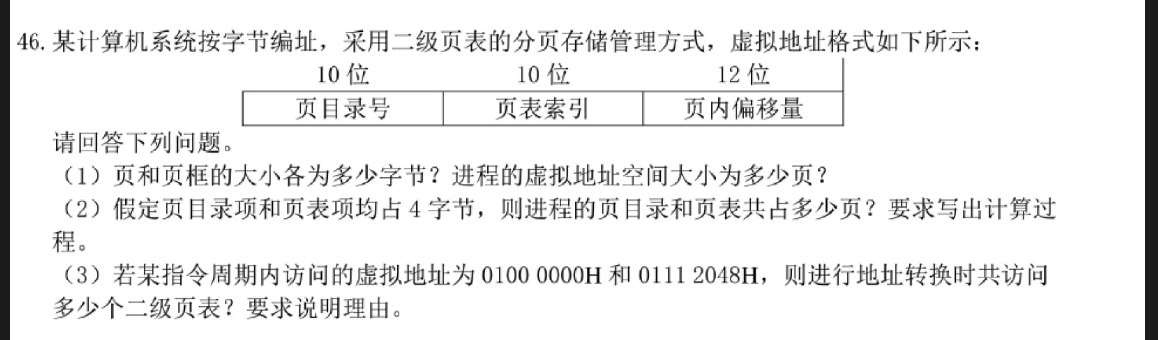 46. 某计算机系统按字节编址，采用二级页表的分页存储管理方式，虚拟地址格式如下所示：
10 位 10 位 12 位
页目录号 页表索引 页内偏移量
请回答下列问题。
（1）页和页框的大小各为多少字节？进程的虚拟地址空间大小为多少页？
（2）假定页目录项和页表项均占 4 字节，则进程的页目录和页表共占多少页？要求写出计算过
程。
（3）若某指令周期内访问的虚拟地址为 0100 0000H 和 0111 2048H，则进行地址转换时共访问
多少个二级页表？要求说明理由。